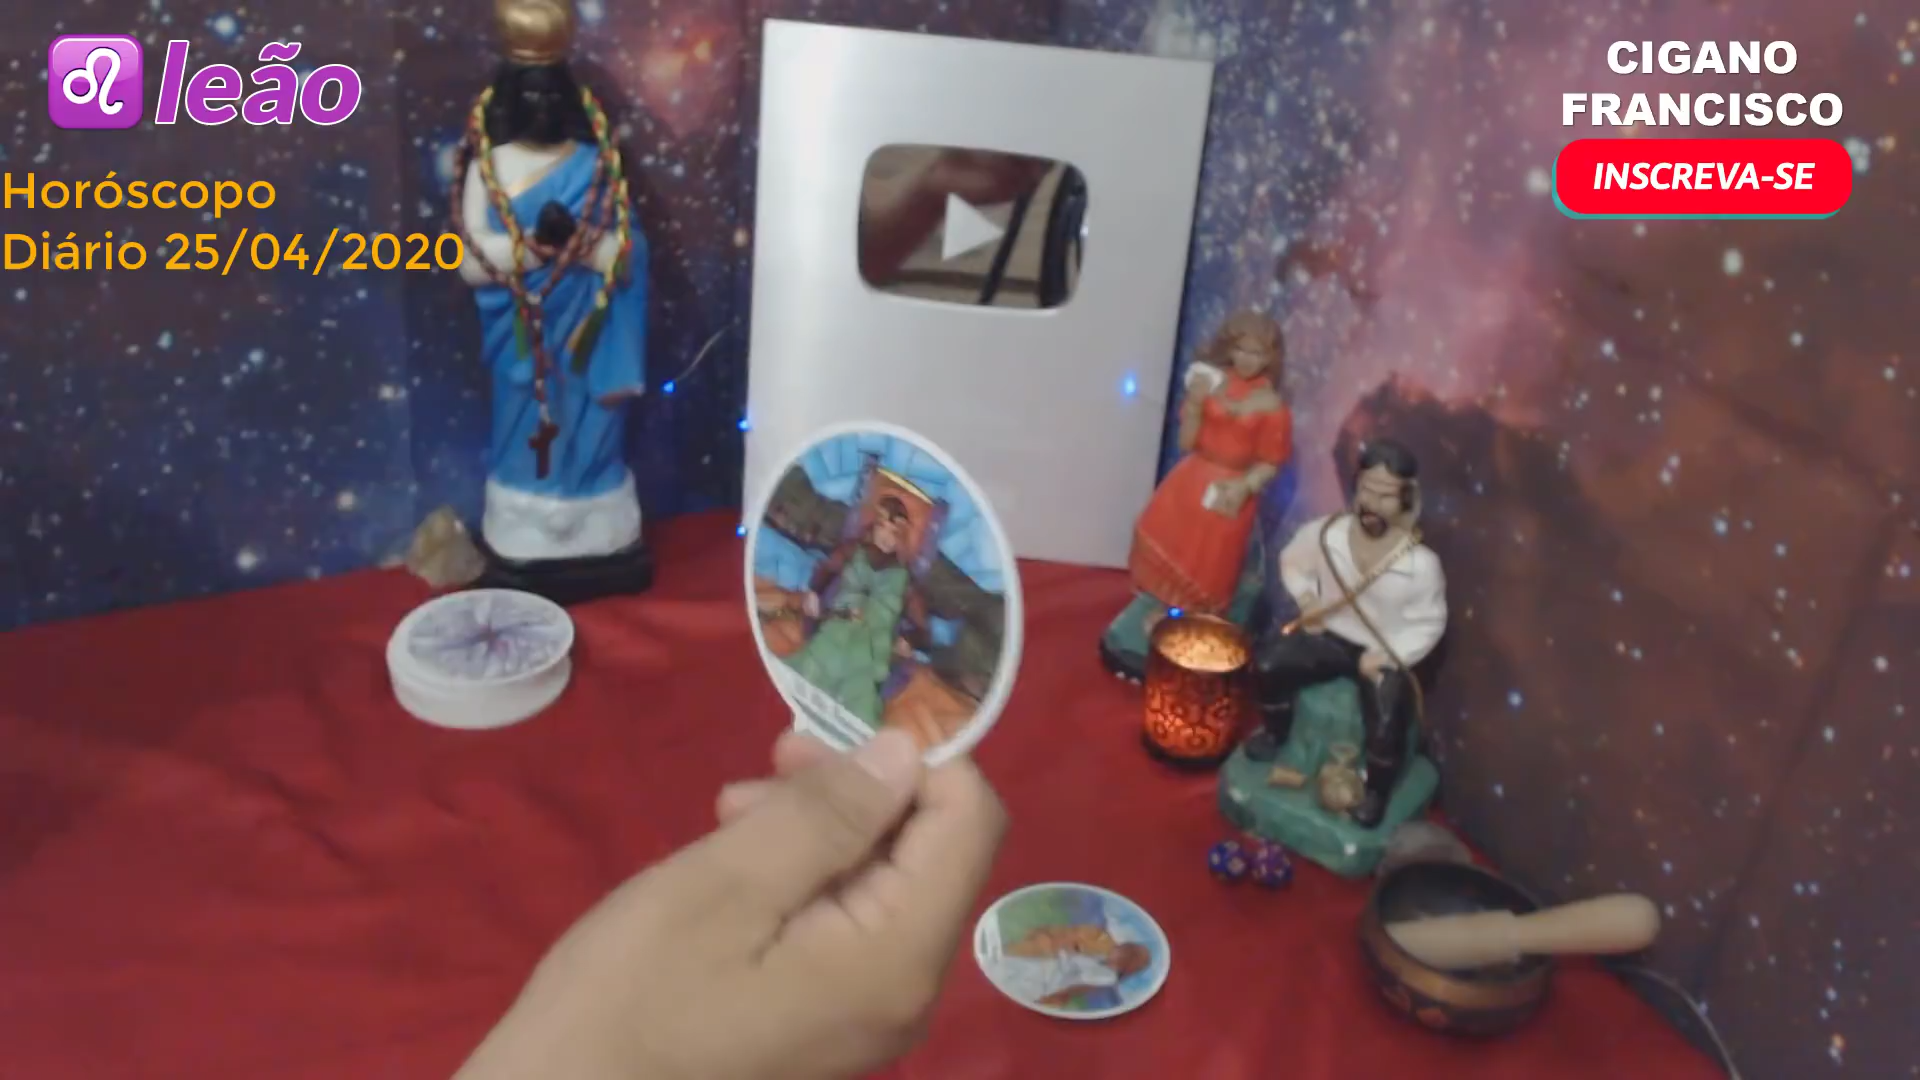 ♌ leão
Horóscopo
Diário 25/04/2020
CIGANO
FRANCISCO
INSCREVA-SE